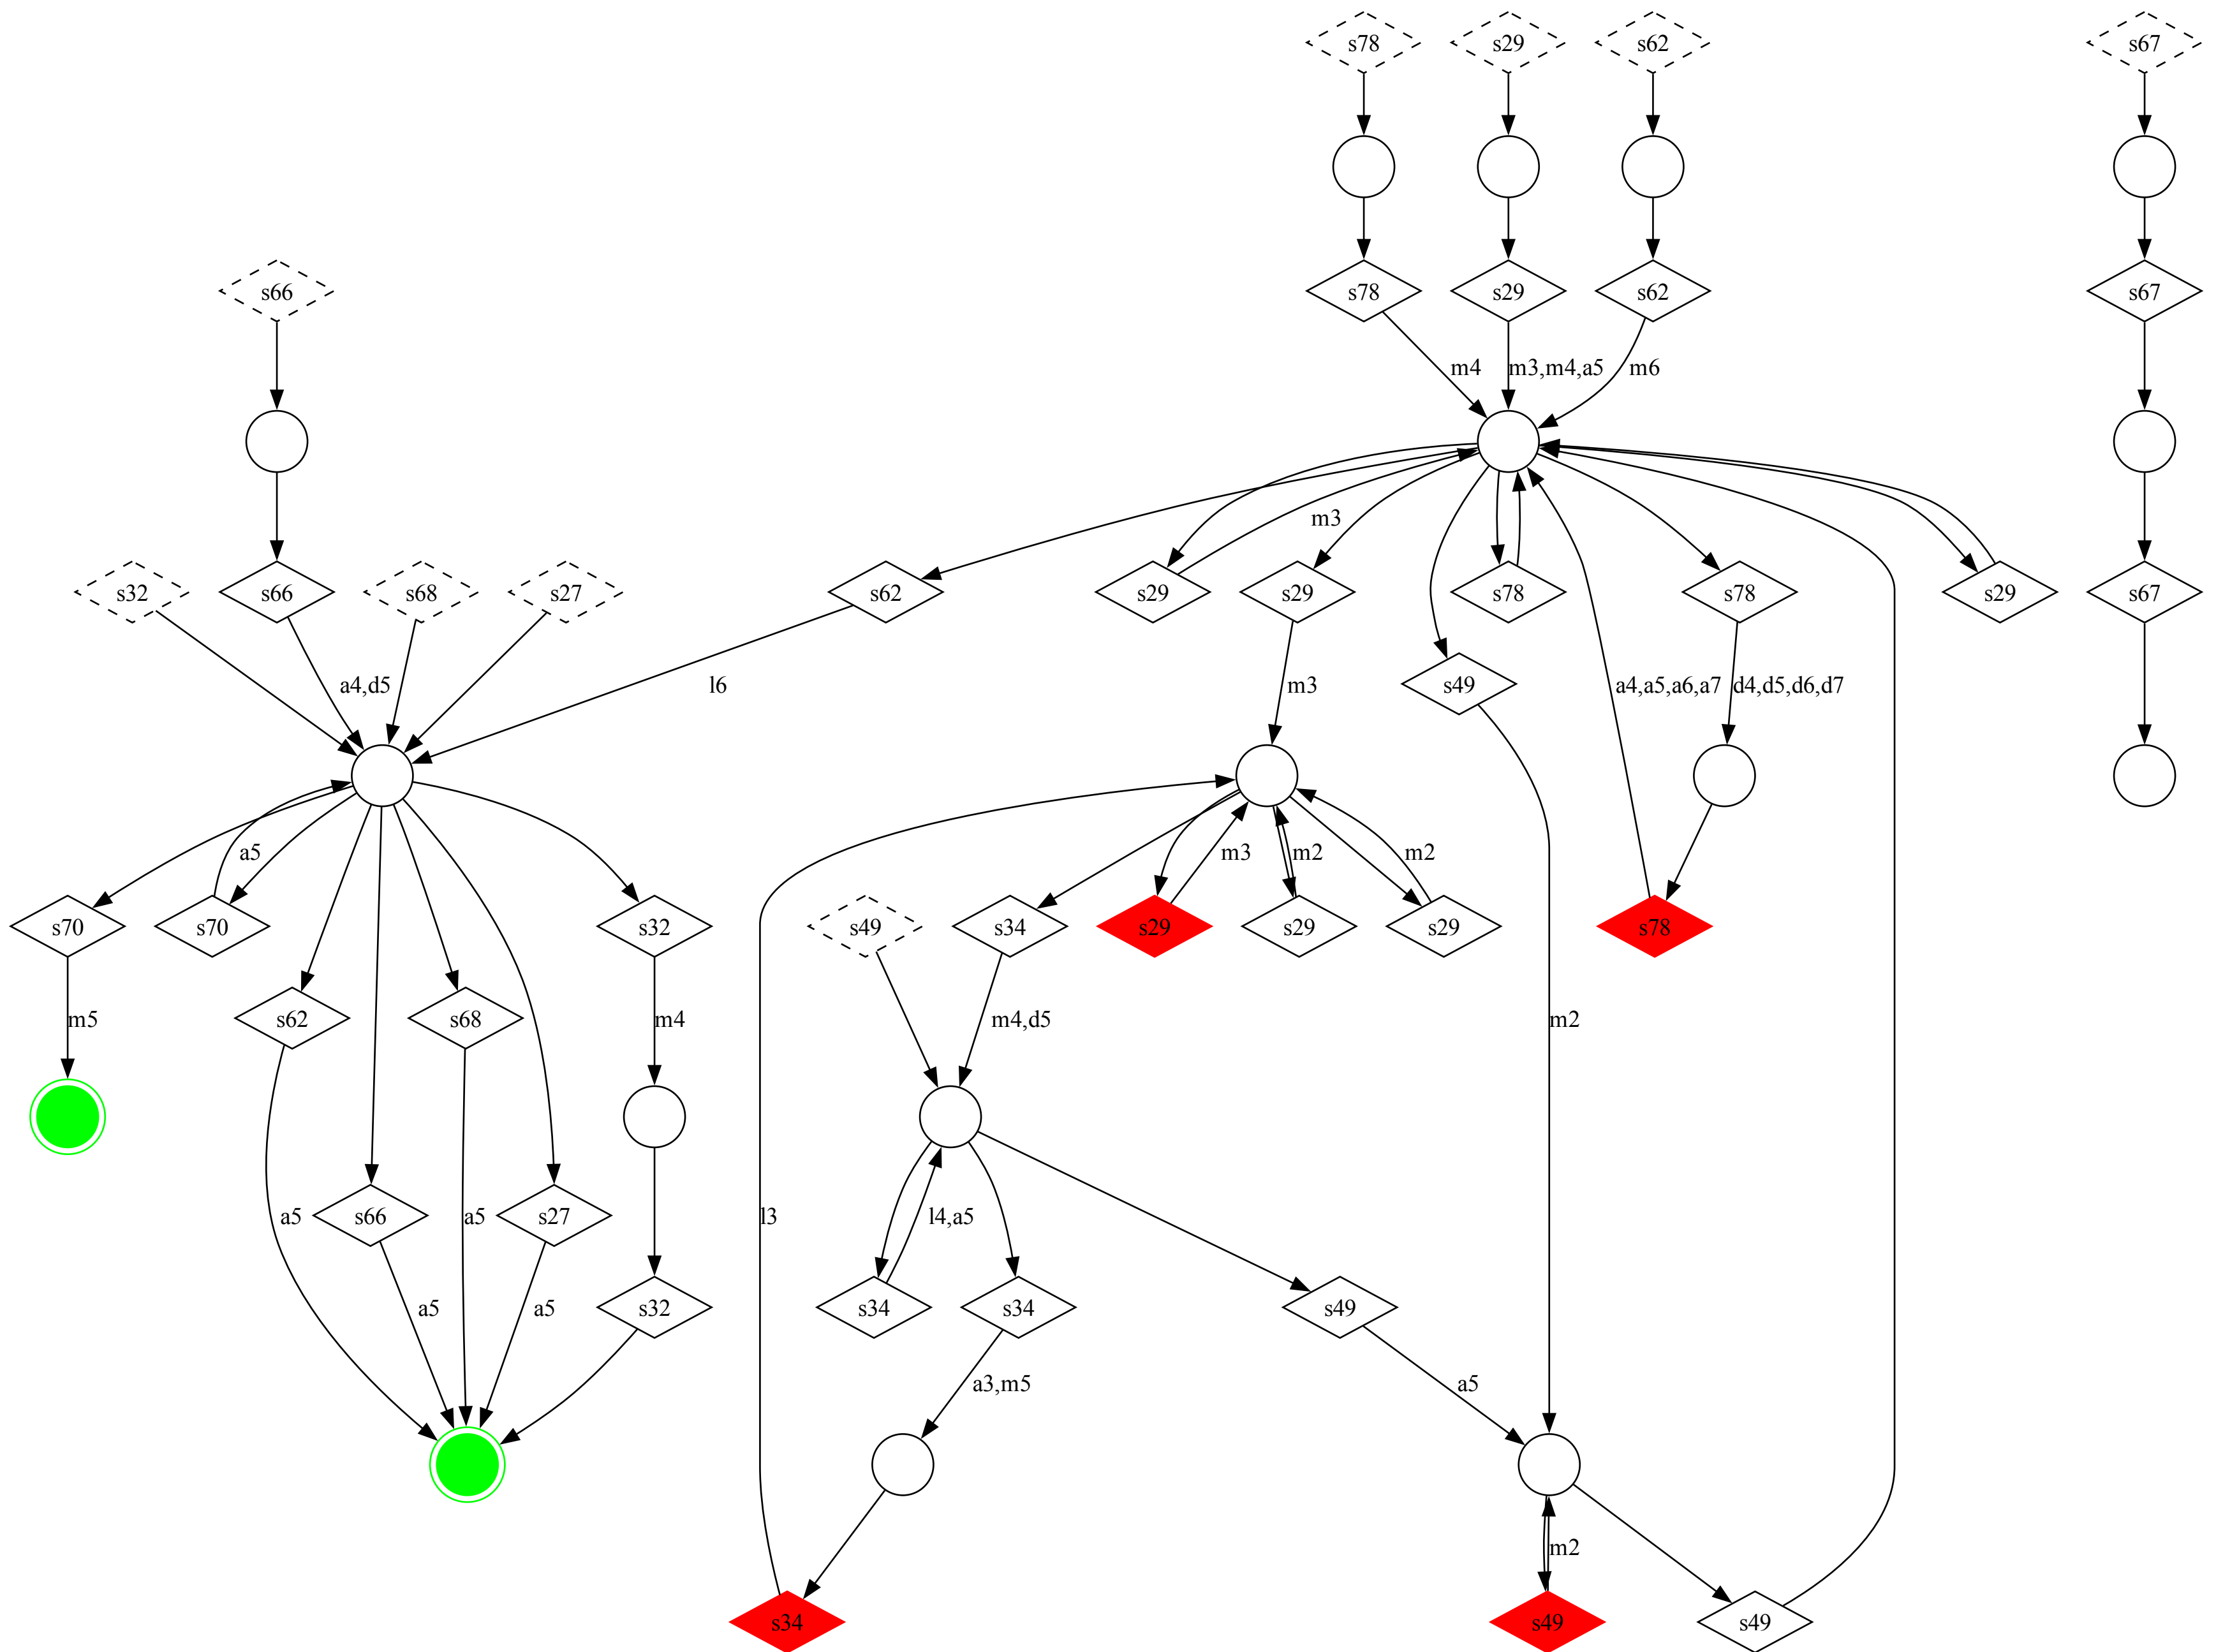 s78 s29 s62 s67
s66 s78 s29 s62 s67
m4 m3,m4,a5 m6
m3
s32 s66 s68 s27 s62 s29 s29 s78 s78 s29 s67
a4,d5 l6 m3 s49 a4,a5,a6,a7 d4,d5,d6,d7
a5 m3 m2 m2
s70 s70 s32 s49 s34 s29 s29 s29 s78
m5 s62 s68 m4 m4,d5 m2
a5 s66 a5 s27 l3 l4,a5
a5 a5 s32 s34 s34 s49
a3,m5 a5
m2
s34 s49 s49